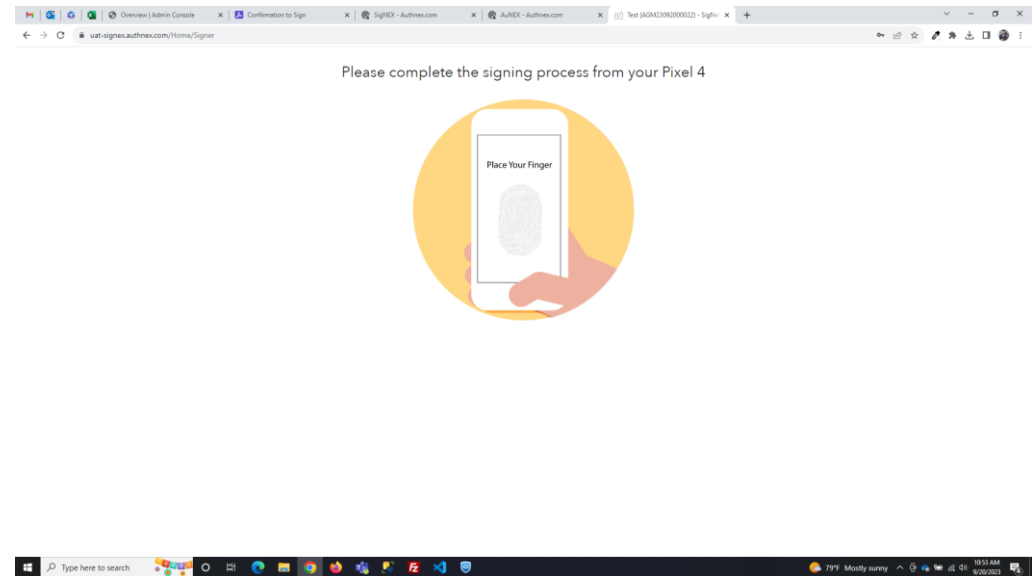 Overview | Admin Console
Confirmation to Sign
SigNEX - Authnex.com
AuNEX - Authnex.com
Test (AGM23092000022) - SigNe
uat-signex.authnex.com/Home/Signer
Please complete the signing process from your Pixel 4
Place Your Finger
Type here to search
79°F Mostly sunny
10:53 AM
9/20/2023